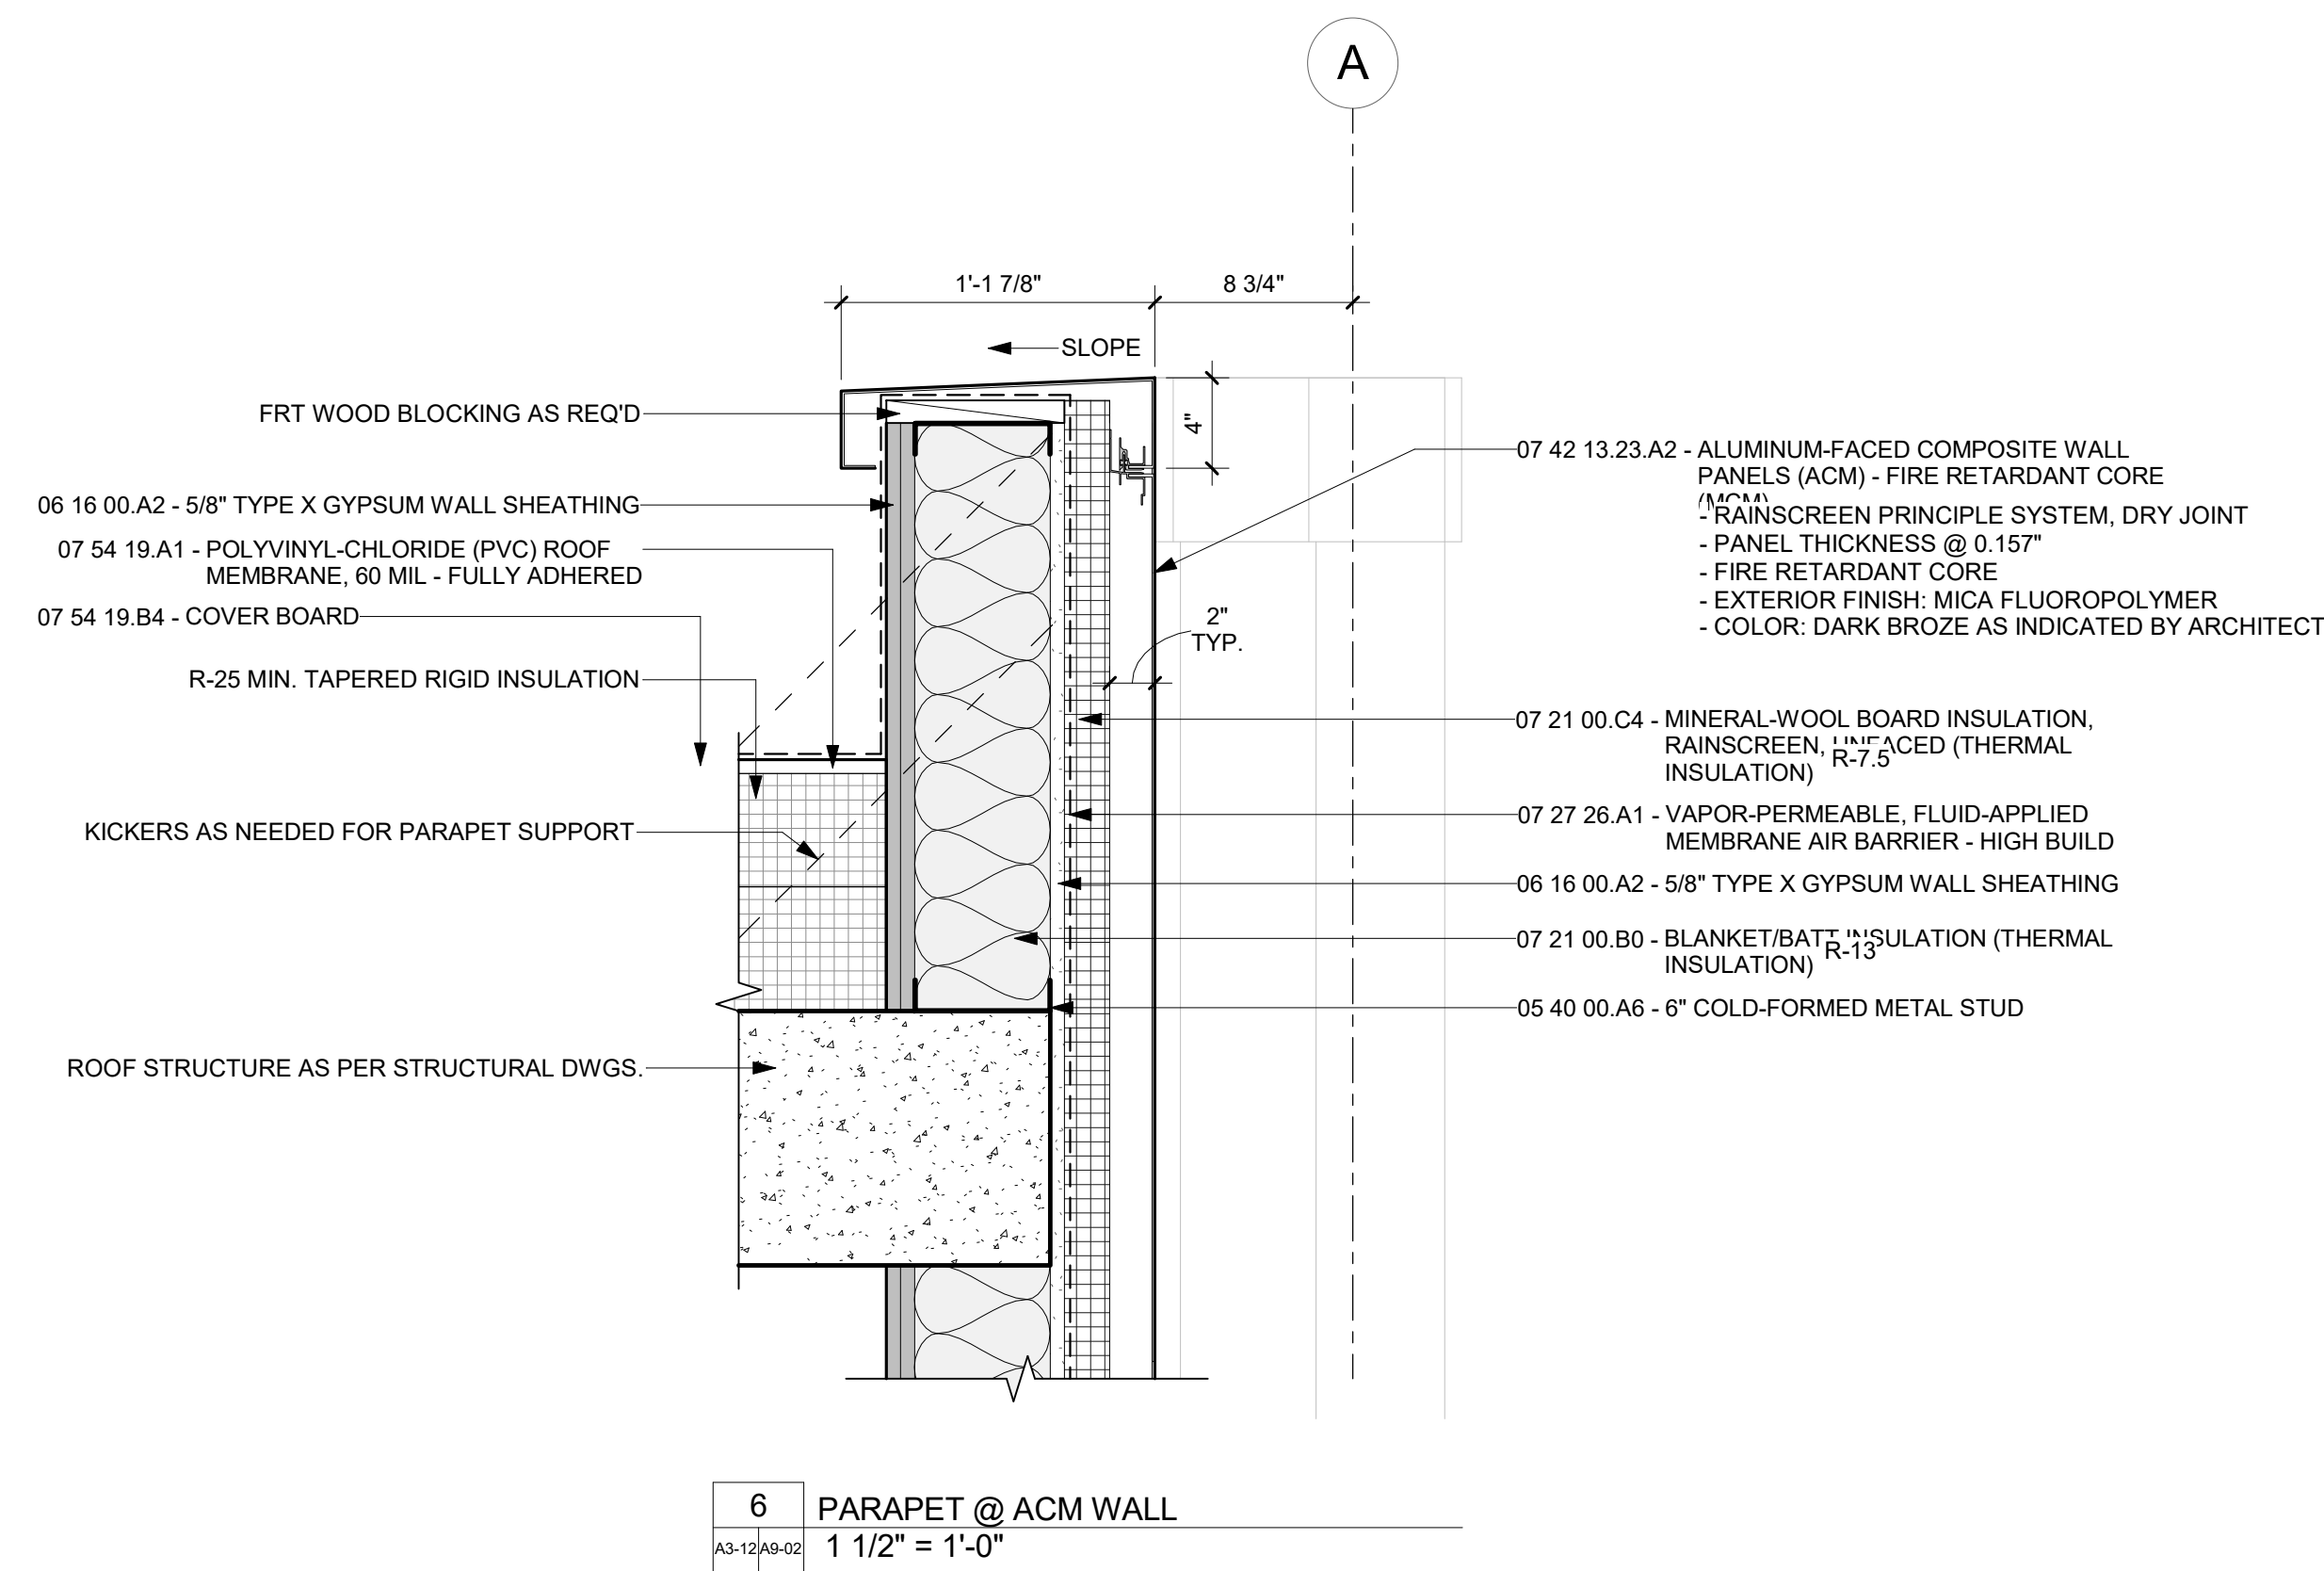 A
1'-1 7/8"
8 3/4"
SLOPE
4"
FRT WOOD BLOCKING AS REQ'D
06 16 00.A2 - 5/8" TYPE X GYPSUM WALL SHEATHING
07 54 19.A1 - POLYVINYL-CHLORIDE (PVC) ROOF
MEMBRANE, 60 MIL - FULLY ADHERED
07 54 19.B4 - COVER BOARD
R-25 MIN. TAPERED RIGID INSULATION
KICKERS AS NEEDED FOR PARAPET SUPPORT
ROOF STRUCTURE AS PER STRUCTURAL DWGS.
2"
TYP.
07 42 13.23.A2 - ALUMINUM-FACED COMPOSITE WALL
PANELS (ACM) - FIRE RETARDANT CORE
(MCM)
- RAINSCREEN PRINCIPLE SYSTEM, DRY JOINT
- PANEL THICKNESS @ 0.157"
- FIRE RETARDANT CORE
- EXTERIOR FINISH: MICA FLUOROPOLYMER
- COLOR: DARK BROZE AS INDICATED BY ARCHITECT
07 21 00.C4 - MINERAL-WOOL BOARD INSULATION,
RAINSCREEN, UNFACED (THERMAL
R-7.5
INSULATION)
07 27 26.A1 - VAPOR-PERMEABLE, FLUID-APPLIED
MEMBRANE AIR BARRIER - HIGH BUILD
06 16 00.A2 - 5/8" TYPE X GYPSUM WALL SHEATHING
07 21 00.B0 - BLANKET/BATT INSULATION (THERMAL
R-13
INSULATION)
05 40 00.A6 - 6" COLD-FORMED METAL STUD
6
PARAPET @ ACM WALL
A3-12 A9-02
1 1/2" = 1'-0"